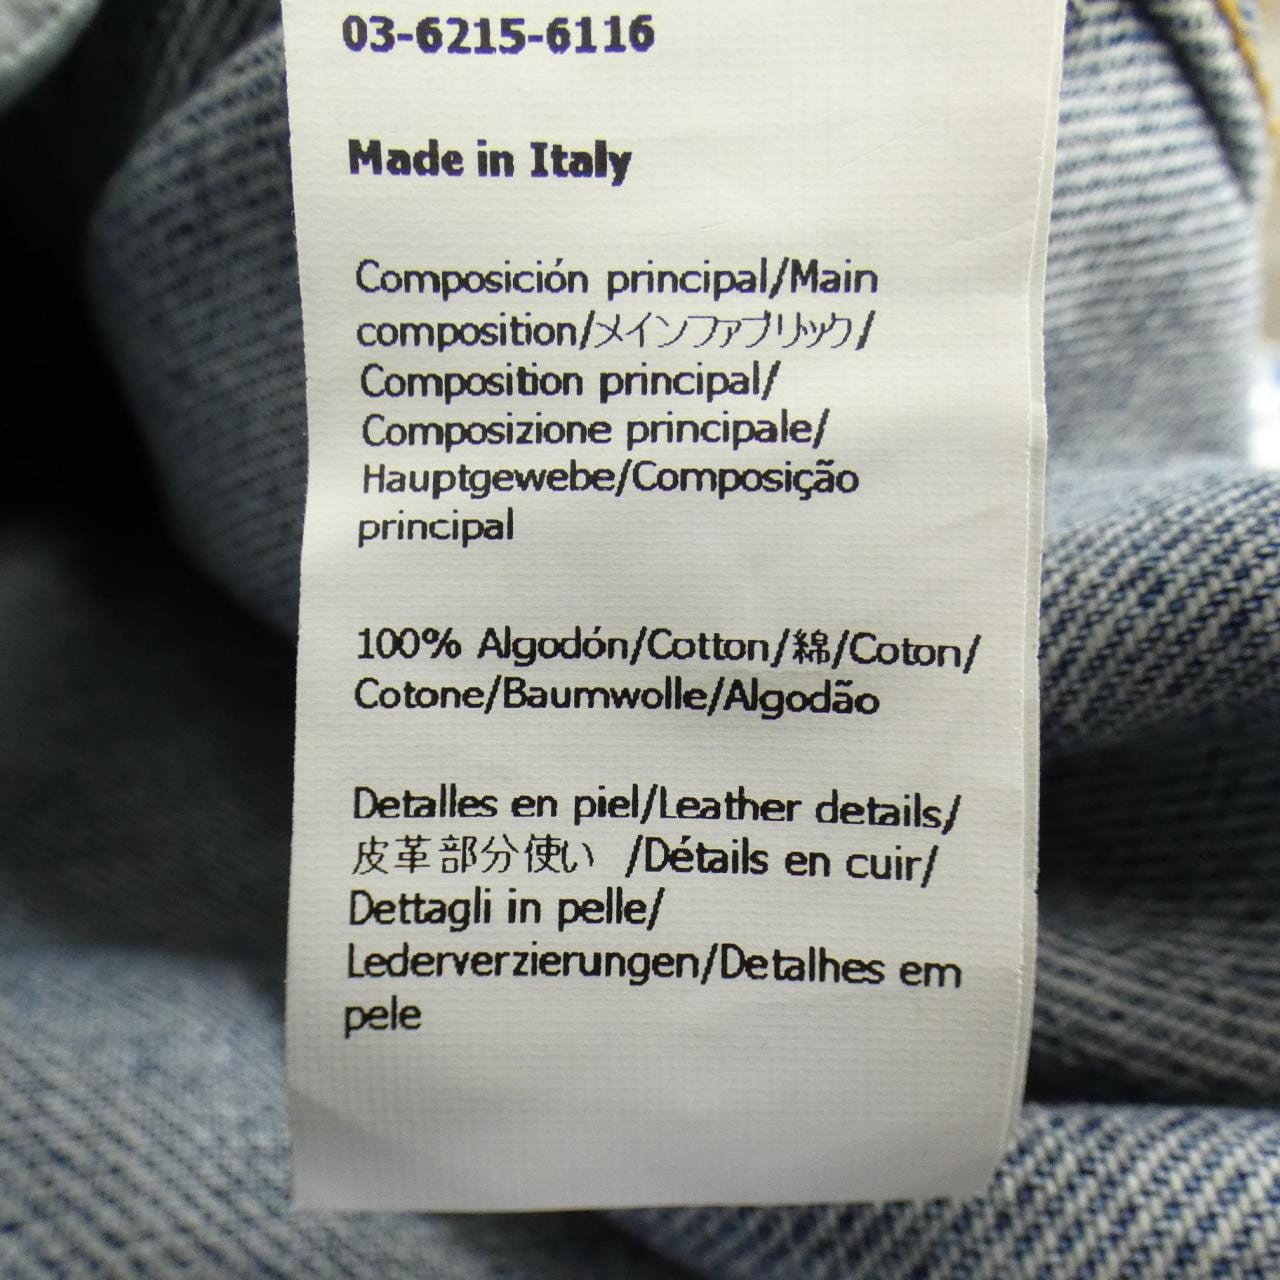 03-6215-6116
Made in Italy
Composición principal/Main
composition/メインファブリック/
Composition principal/
Composizione principale/
Hauptgewebe/Composição
principal
100% Algodón/Cotton/綿/Coton/
Cotone/Baumwolle/Algodão
Detalles en piel/Leather details/
皮革部分使い /Détails en cuir/
Dettagli in pelle/
Lederverzierungen/Detalhes em
pele